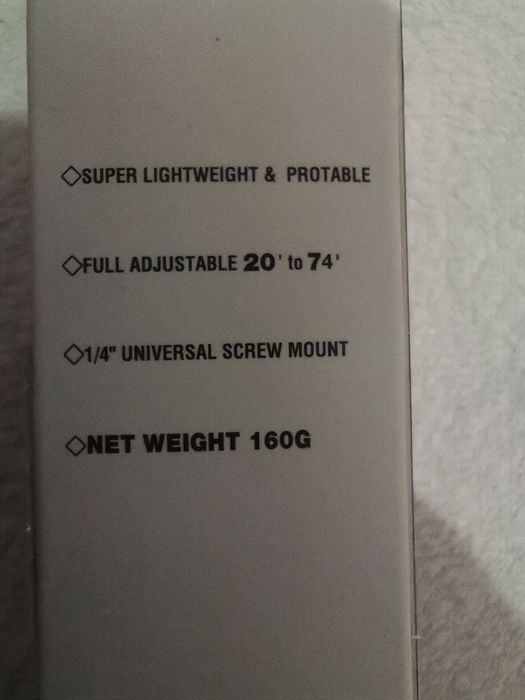 ◇SUPER LIGHTWEIGHT & PROTABLE
◇FULL ADJUSTABLE 20' to 74'
◇1/4" UNIVERSAL SCREW MOUNT
◇NET WEIGHT 160G